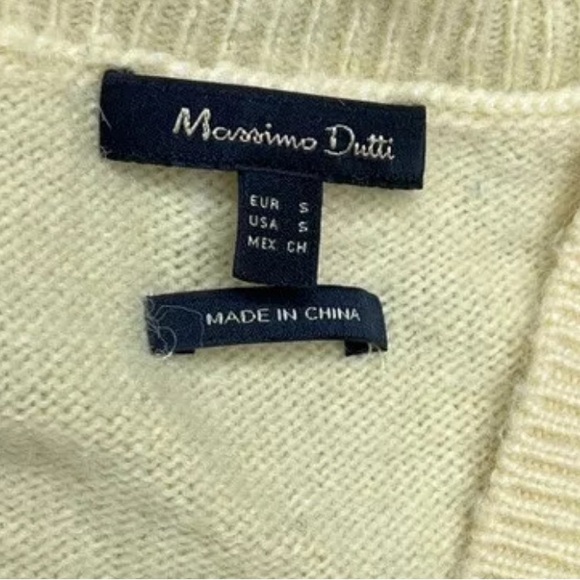 Massimo Dutti
EUR S
USA S
MEX CH
MADE IN CHINA